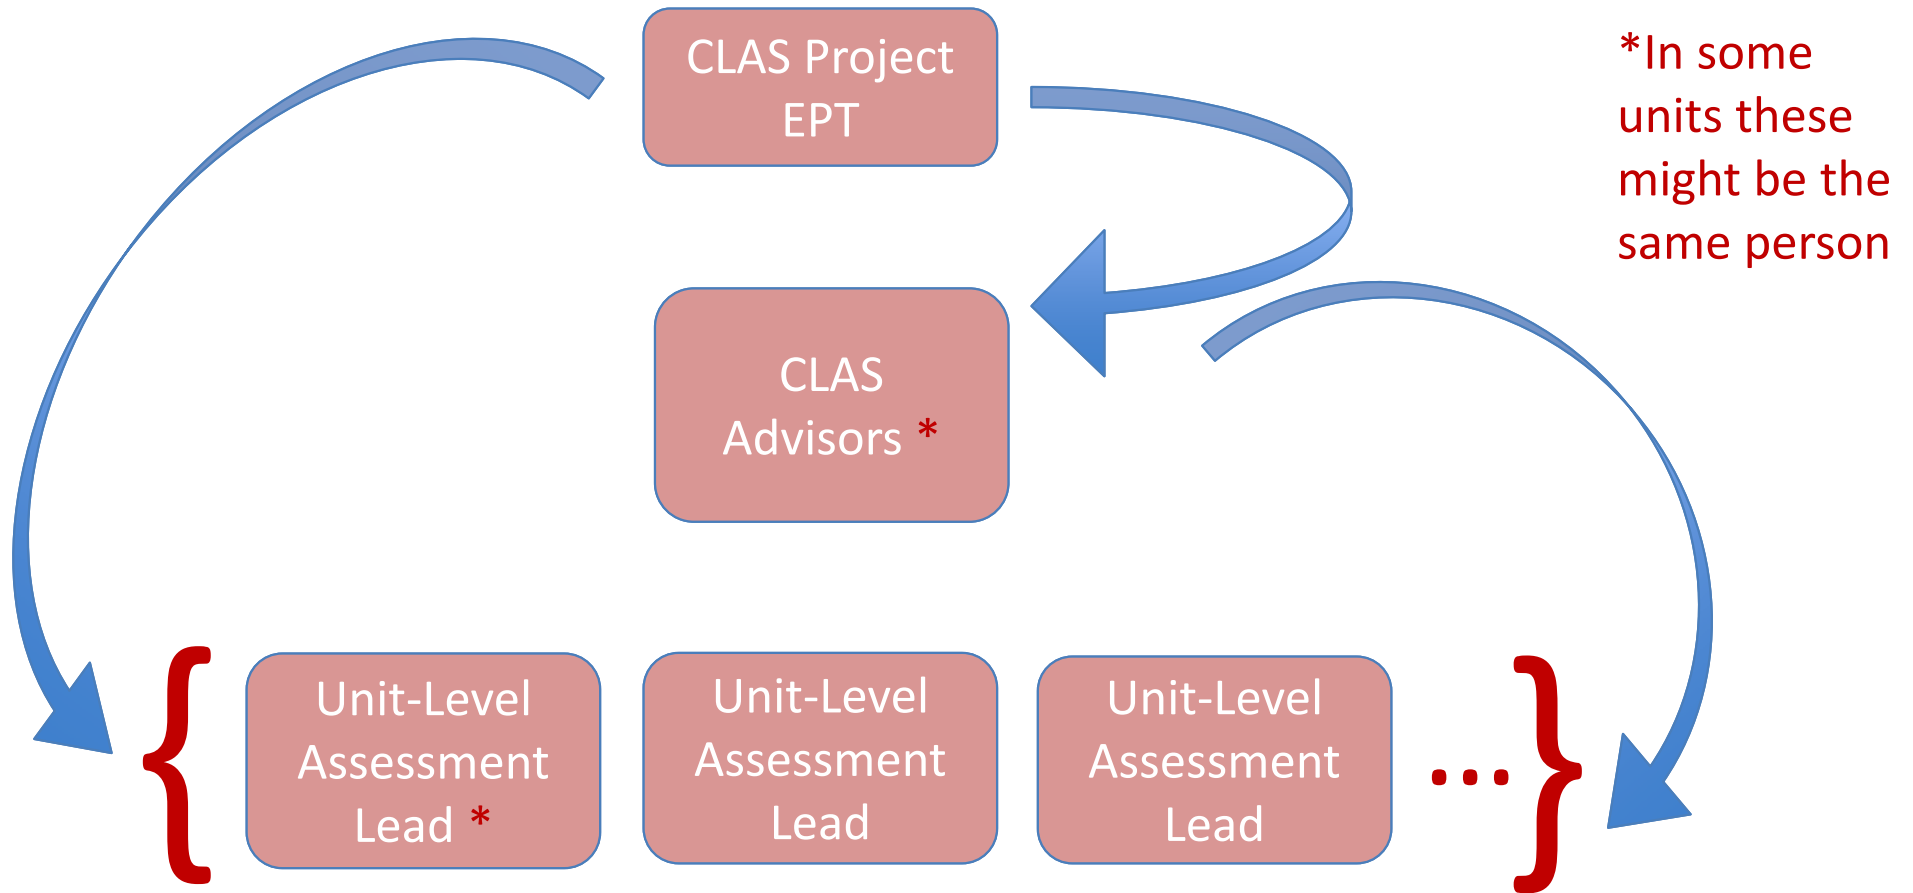 CLAS Project
EPT
*In some
units these
might be the
same person
CLAS
Advisors *
{
Unit-Level
Assessment
Lead *
Unit-Level
Assessment
Lead
Unit-Level
Assessment
Lead
...
}